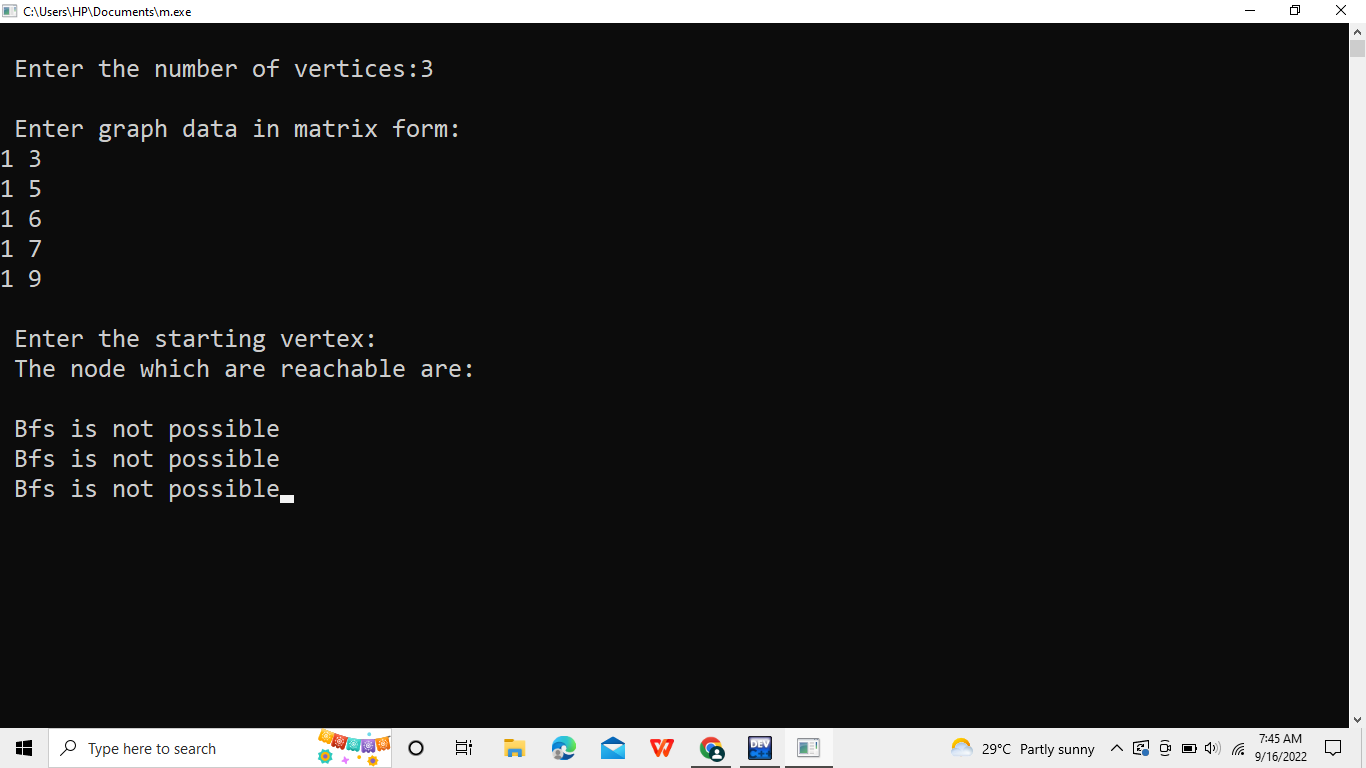 C:\Users\HP\Documents\m.exe
Enter the number of vertices:3
Enter graph data in matrix form:
1 3
1 5
1 6
1 7
1 9
Enter the starting vertex:
The node which are reachable are:
Bfs is not possible
Bfs is not possible
Bfs is not possible
Type here to search
DEV
29°C Partly sunny
7:45 AM
9/16/2022